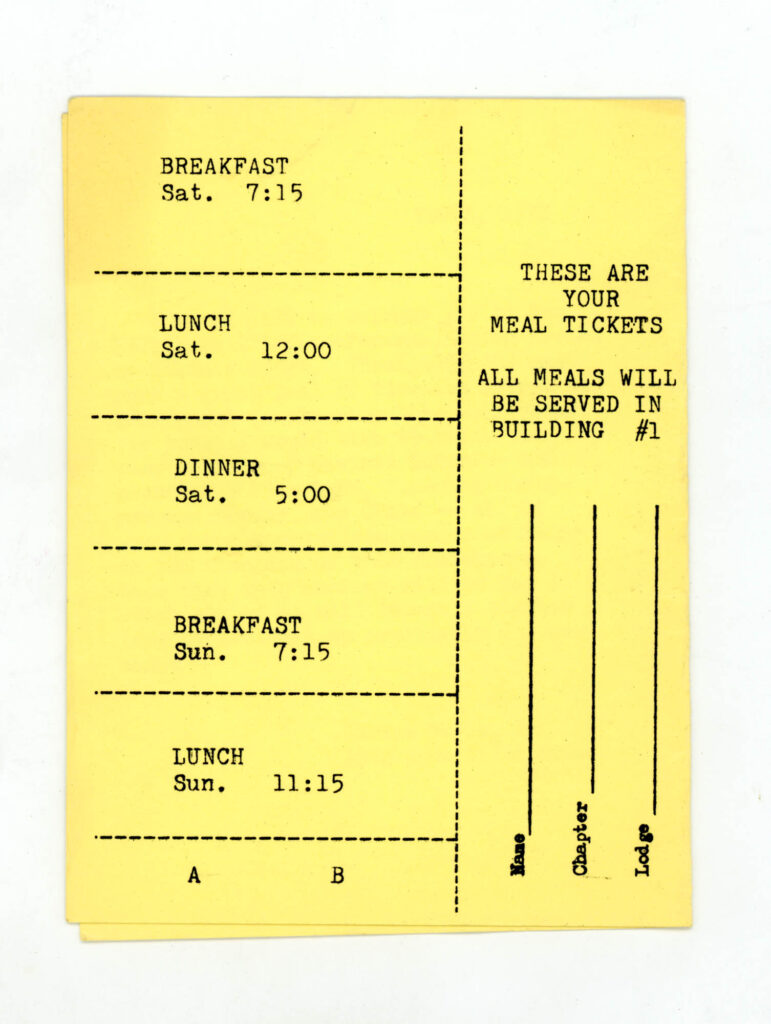 BREAKFAST
Sat. 7:15
LUNCH
Sat. 12:00
DINNER
Sat. 5:00
BREAKFAST
Sun. 7:15
LUNCH
Sun. 11:15
A B
THESE ARE
YOUR
MEAL TICKETS
ALL MEALS WILL
BE SERVED IN
BUILDING #1
Name
Chapter
Lodge